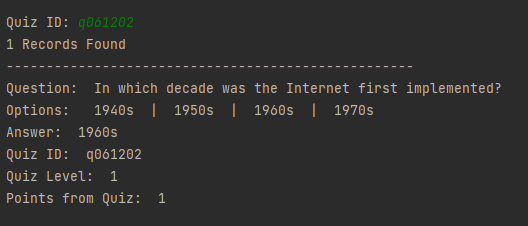 Quiz ID: q061202
1 Records Found
---------------------------------------------------
Question:  In which decade was the Internet first implemented?
Options:   1940s  |  1950s  |  1960s  |  1970s
Answer:  1960s
Quiz ID:  q061202
Quiz Level:  1
Points from Quiz:  1